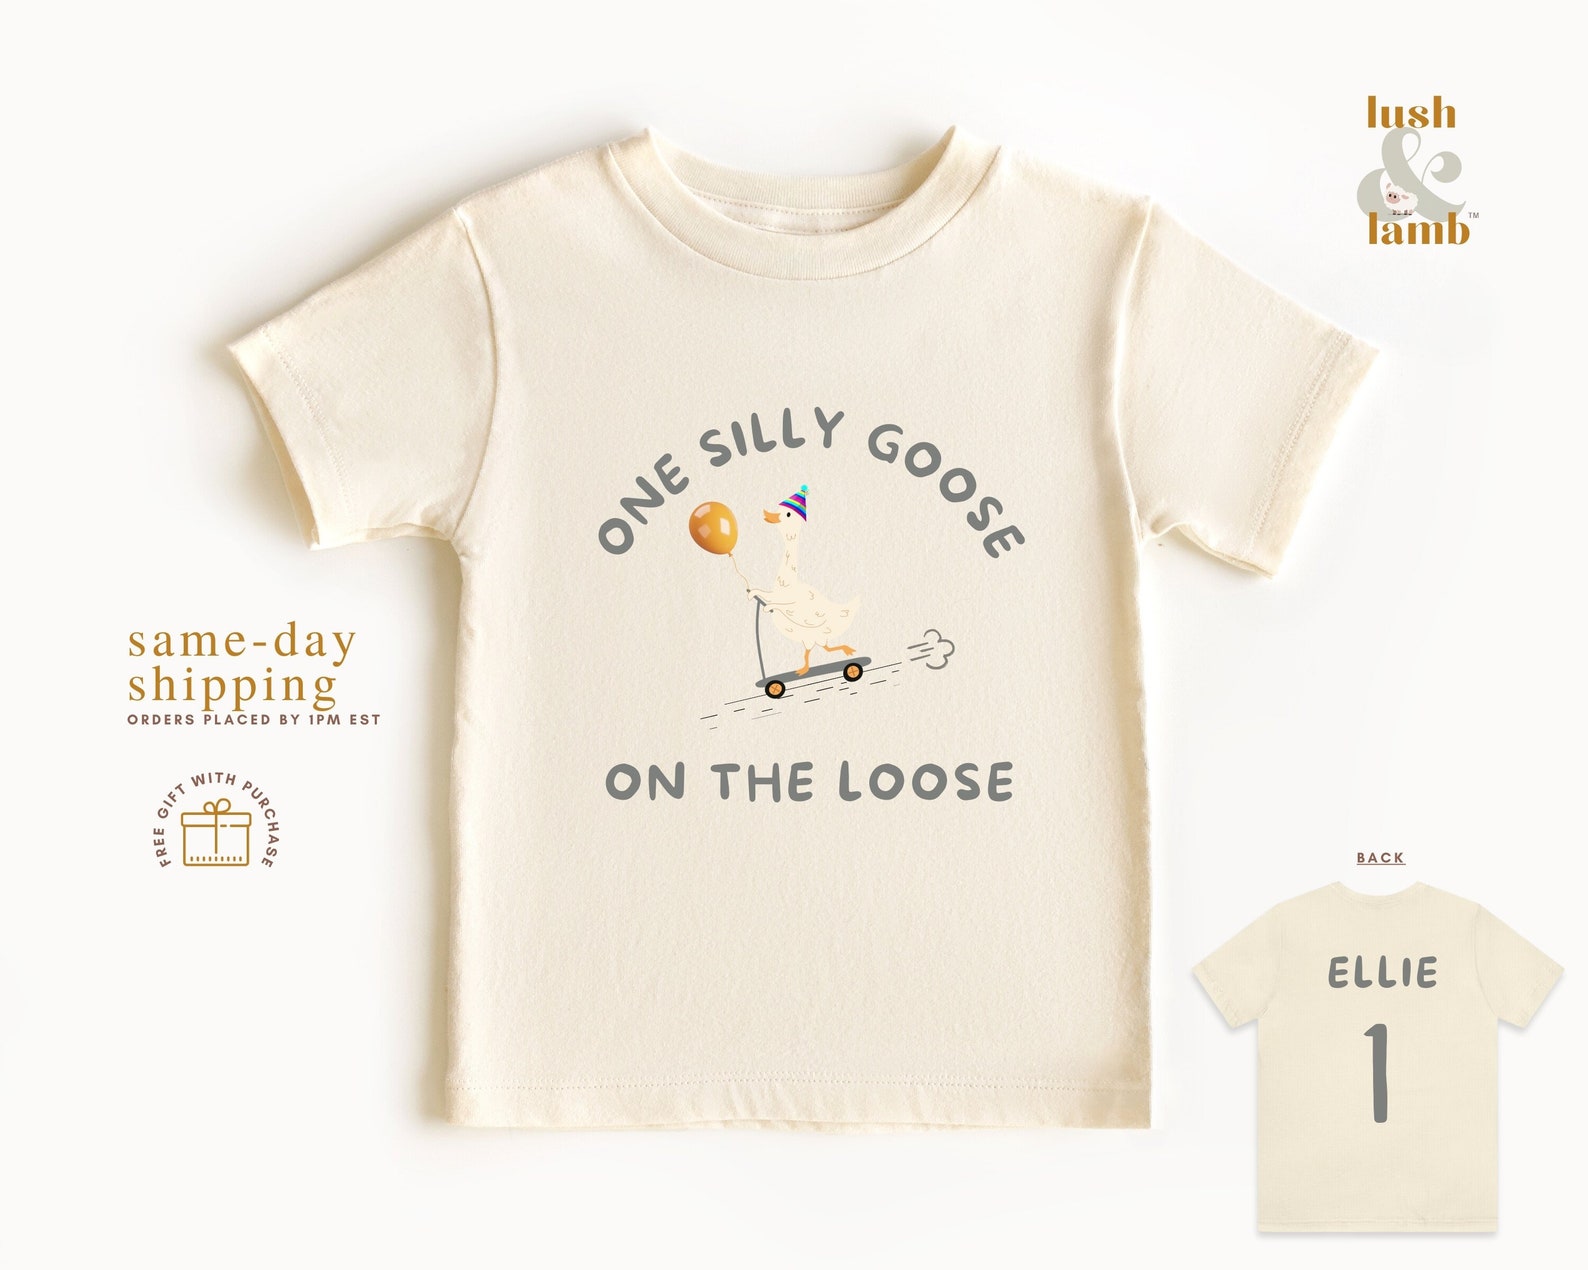 lush
&
lamb™
ONE SILLY GOOSE
ON THE LOOSE
same-day
shipping
ORDERS PLACED BY 1PM EST
FREE GIFT WITH PURCHASE
BACK
ELLIE
1